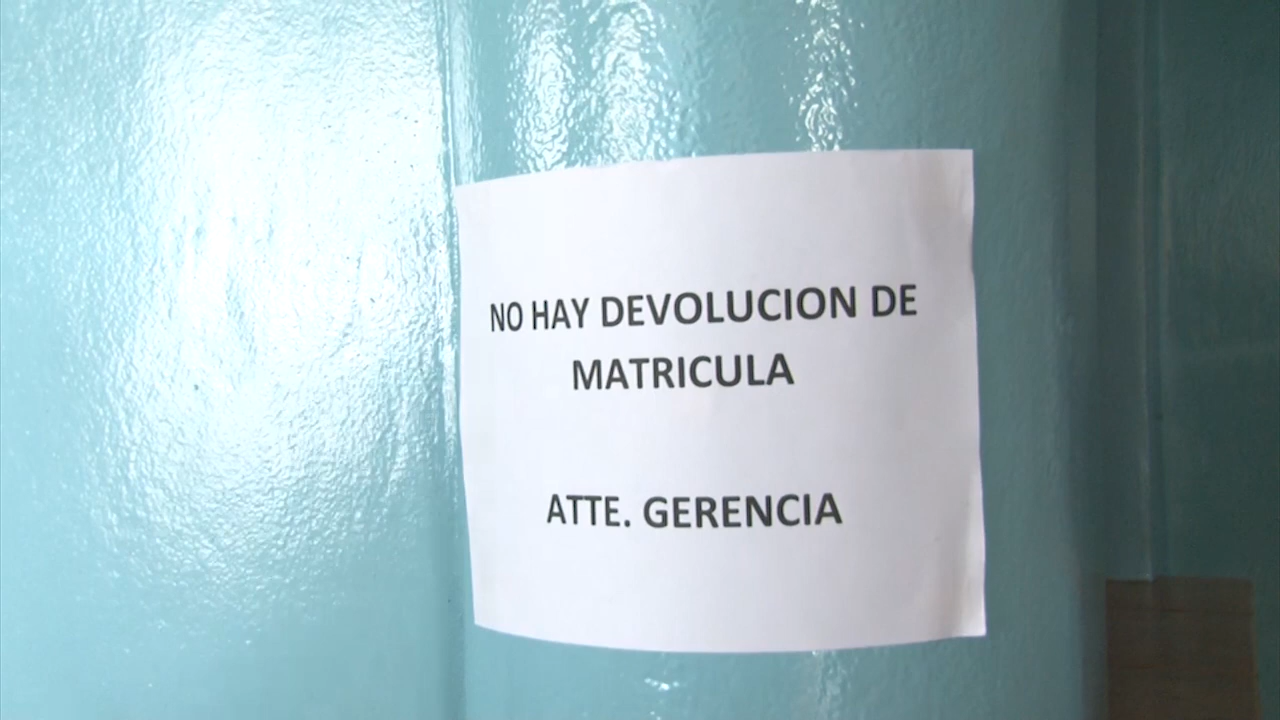 NO HAY DEVOLUCION DE
MATRICULA
ATTE. GERENCIA